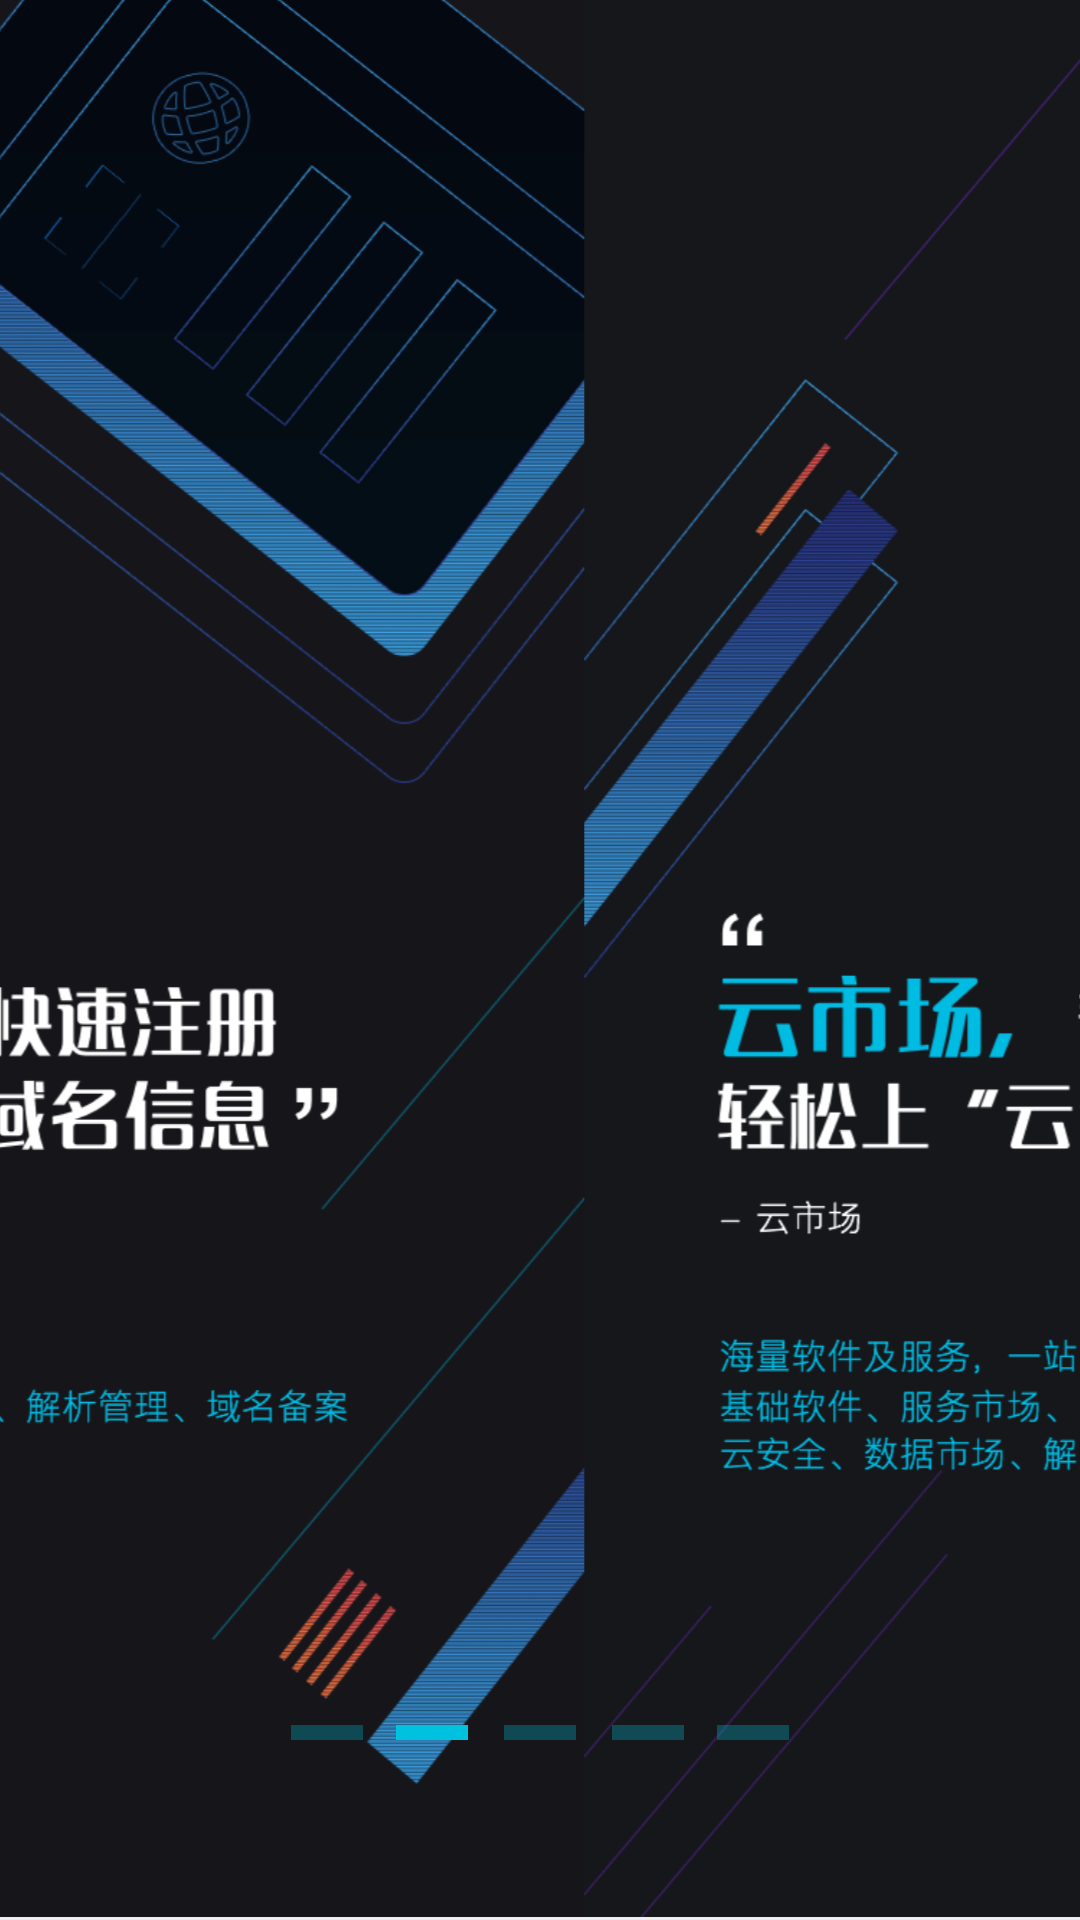 快速注册
域名信息 ”
、解析管理、域名备案
“
云市场，
轻松上 “云
– 云市场
海量软件及服务，一站
基础软件、服务市场、
云安全、数据市场、解